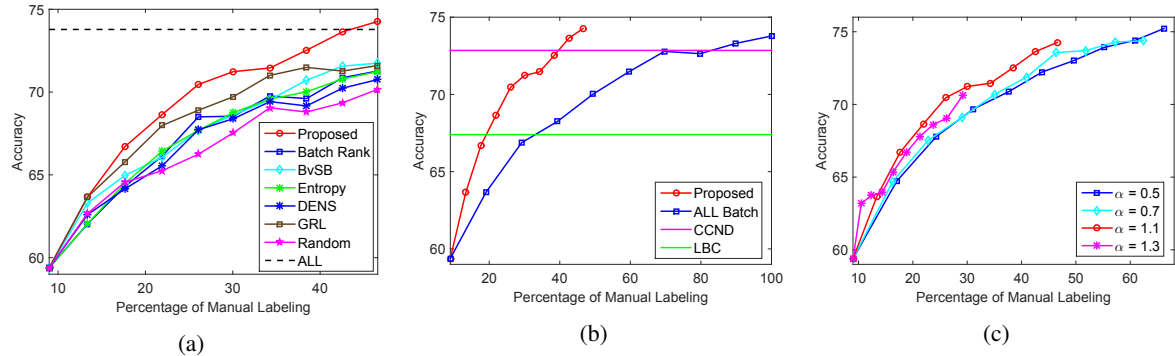 75
70
65
60
Accuracy
10 20 30 40
Percentage of Manual Labeling
Proposed
Batch Rank
BvSB
Entropy
DENS
GRL
Random
ALL
(a)
75
70
65
60
Accuracy
20 40 60 80 100
Percentage of Manual Labeling
Proposed
ALL Batch
CCND
LBC
(b)
75
70
65
60
Accuracy
10 20 30 40 50 60
Percentage of Manual Labeling
α = 0.5
α = 0.7
α = 1.1
α = 1.3
(c)